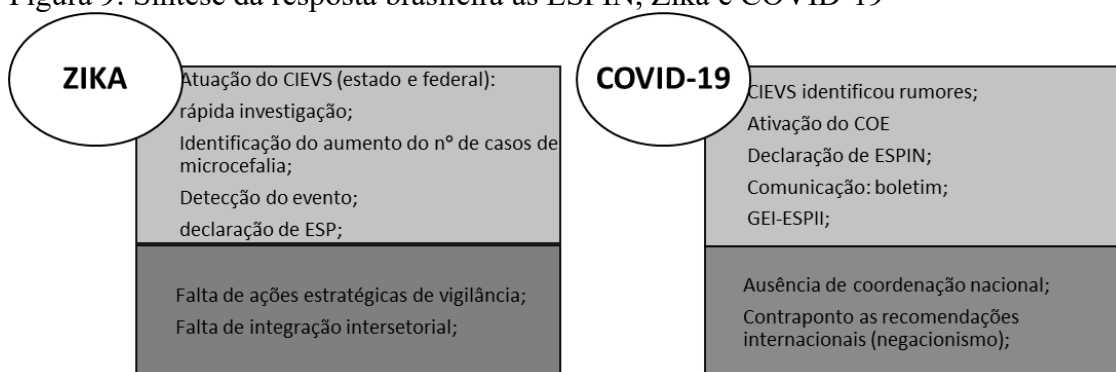 Figura 9. Síntese da resposta brasileira às ESPIN, Zika e COVID-19
ZIKA
Atuação do CIEVS (estado e federal):
rápida investigação;
Identificação do aumento do nº de casos de
microcefalia;
Detecção do evento;
declaração de ESP;
Falta de ações estratégicas de vigilância;
Falta de integração intersetorial;
COVID-19
CIEVS identificou rumores;
Ativação do COE
Declaração de ESPIN;
Comunicação: boletim;
GEI-ESPII;
Ausência de coordenação nacional;
Contraponto as recomendações
internacionais (negacionismo);